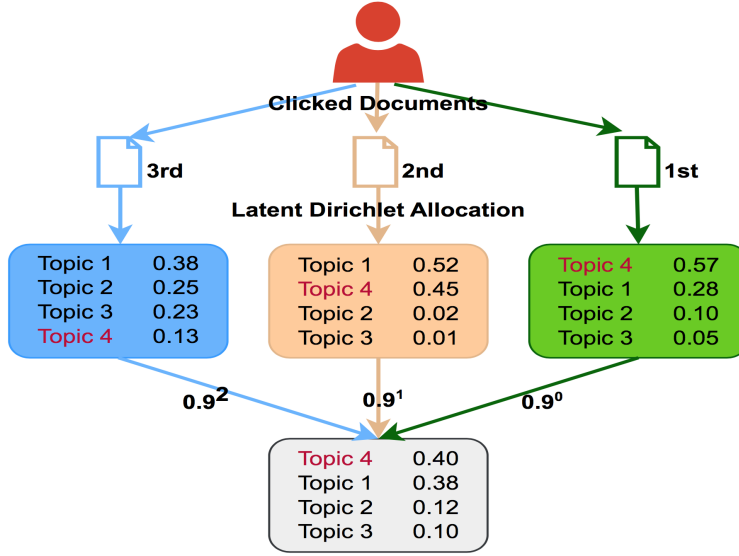 Clicked Documents
3rd
2nd
1st
Latent Dirichlet Allocation
Topic 1 0.38
Topic 2 0.25
Topic 3 0.23
Topic 4 0.13
Topic 1 0.52
Topic 4 0.45
Topic 2 0.02
Topic 3 0.01
Topic 4 0.57
Topic 1 0.28
Topic 2 0.10
Topic 3 0.05
0.9²
0.9¹
0.9⁰
Topic 4 0.40
Topic 1 0.38
Topic 2 0.12
Topic 3 0.10